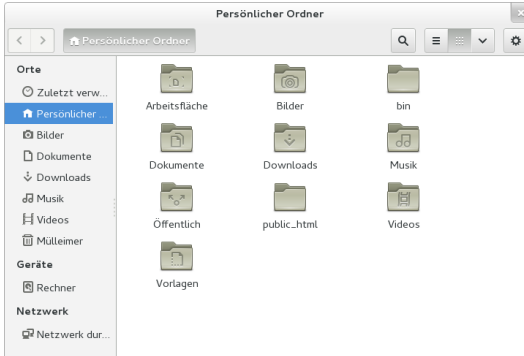 Persönlicher Ordner
Persönlicher Ordner
Orte
Zuletzt verw...
Persönlicher ...
Bilder
Dokumente
Downloads
Musik
Videos
Mülleimer
Geräte
Rechner
Netzwerk
Netzwerk dur...
Arbeitsfläche
Bilder
bin
Dokumente
Downloads
Musik
Öffentlich
public_html
Videos
Vorlagen